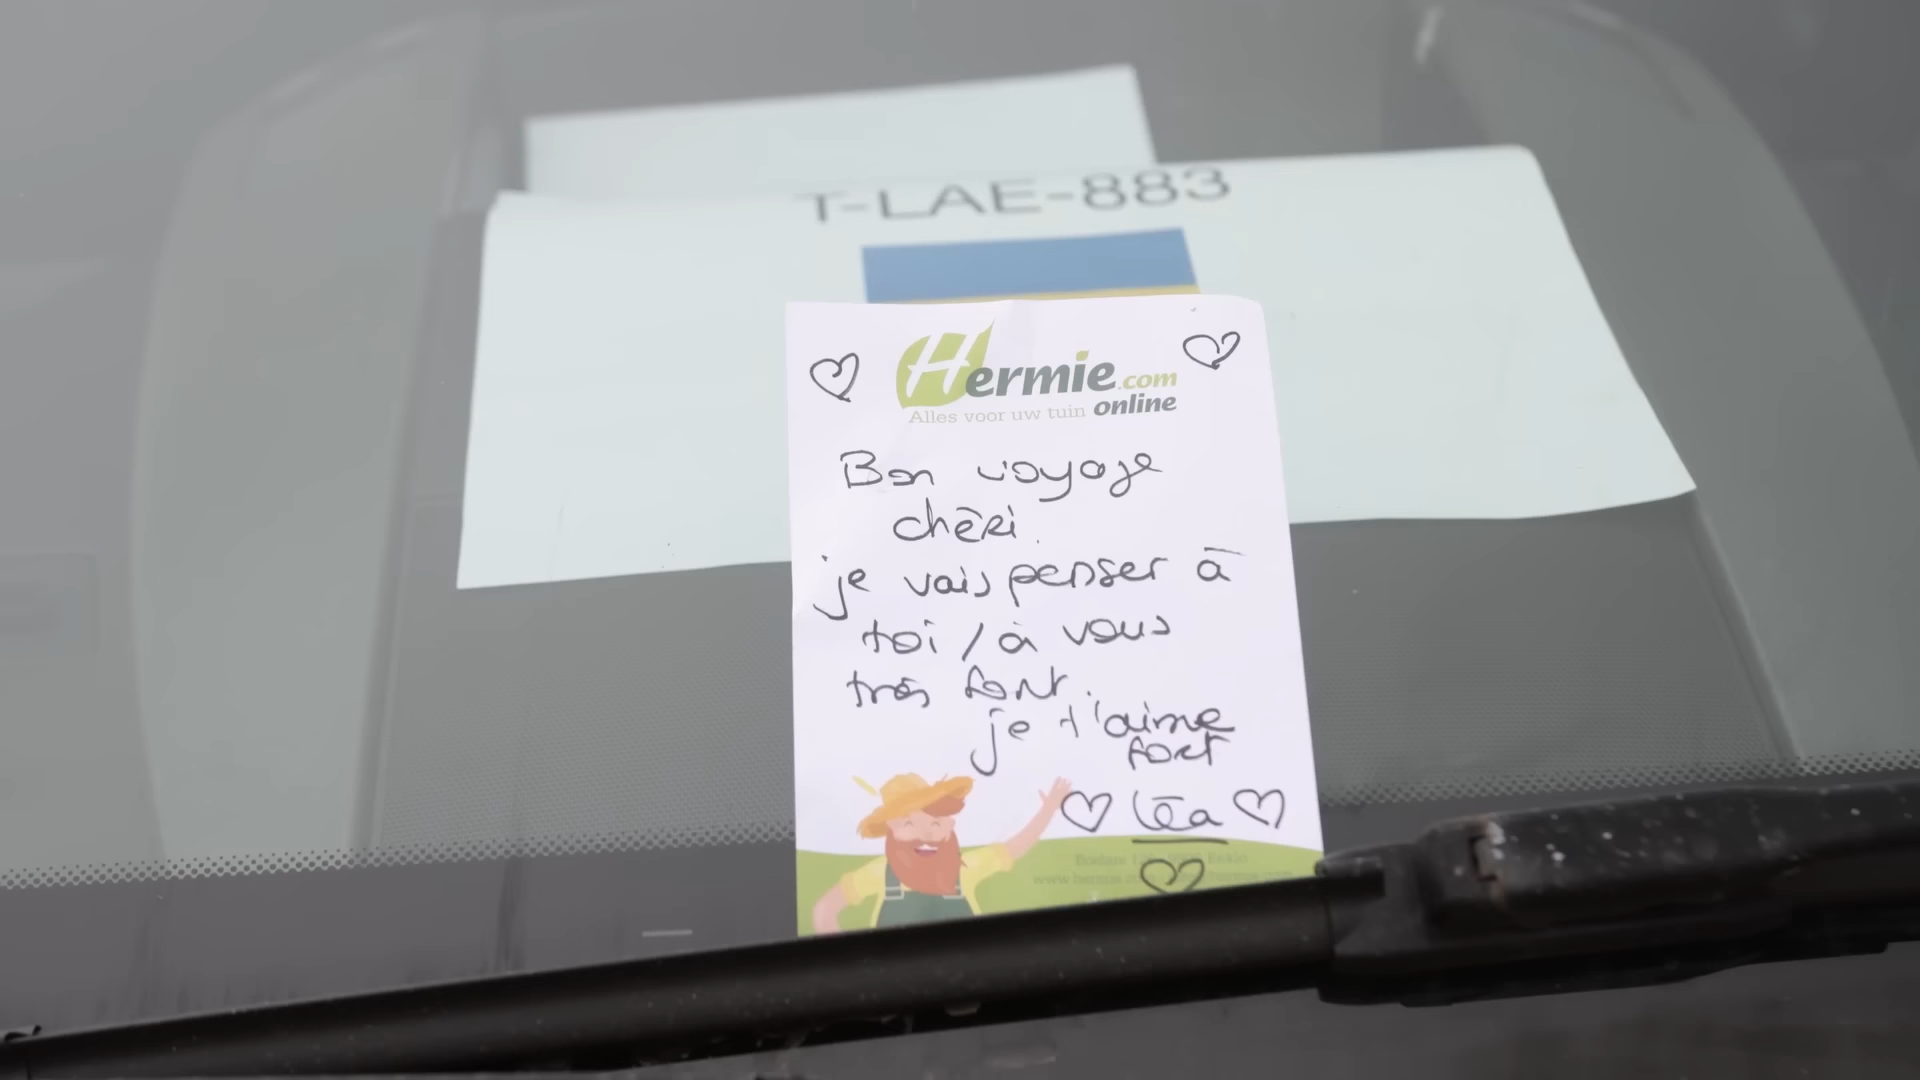 T-LAE-883
Hermie.com
Alles voor uw tuin online
Bon voyage
chéri.
je vais penser à
toi / à vous
très fort.
je t'aime
fort
Léa